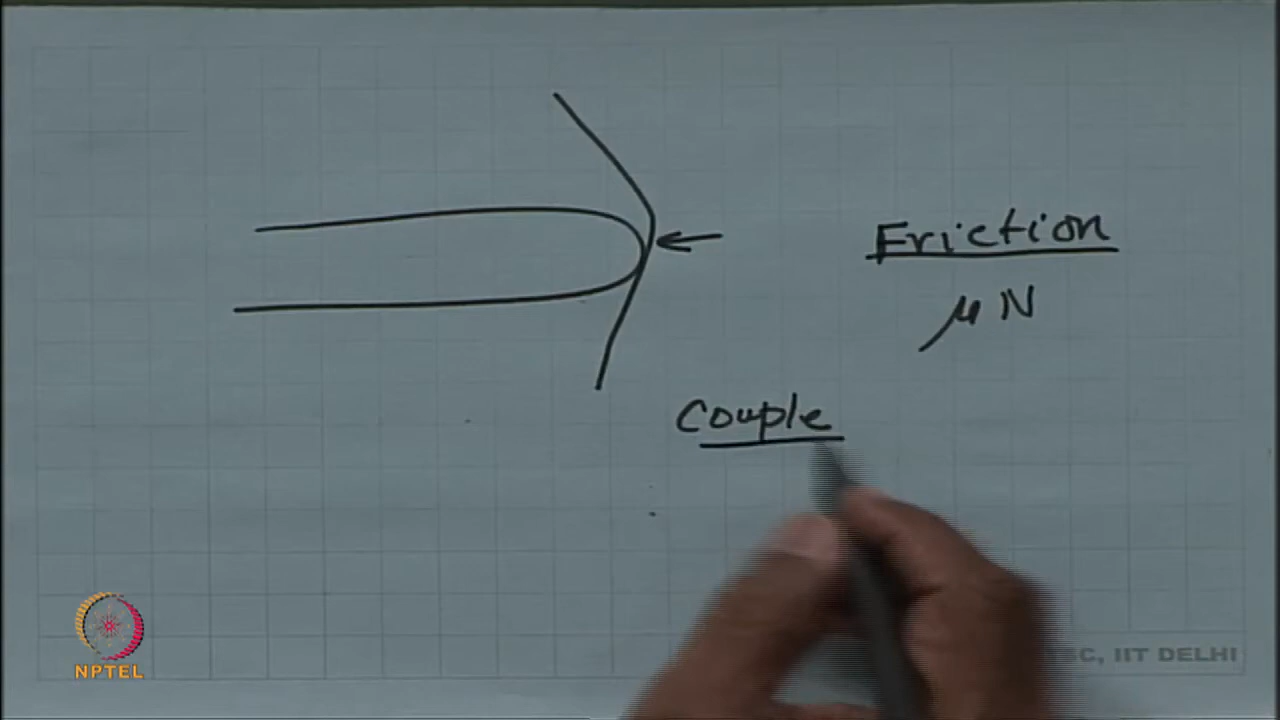 Friction
μN
Couple
NPTEL
C, IIT DELHI